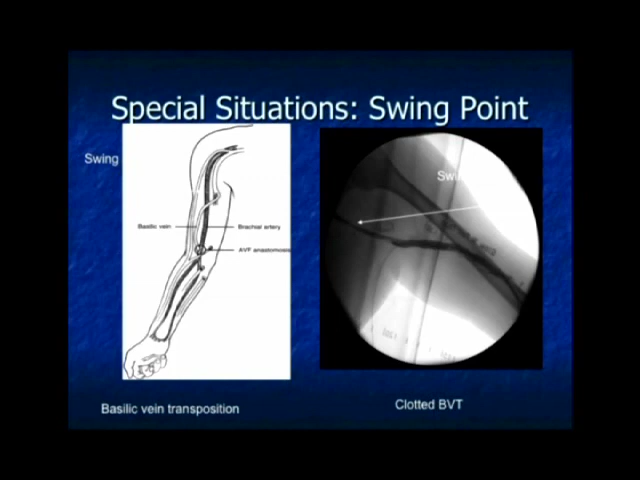 Special Situations: Swing Point
Swing
Basilic vein
Brachial artery
AVF anastomosis
Basilic vein transposition
Clotted BVT